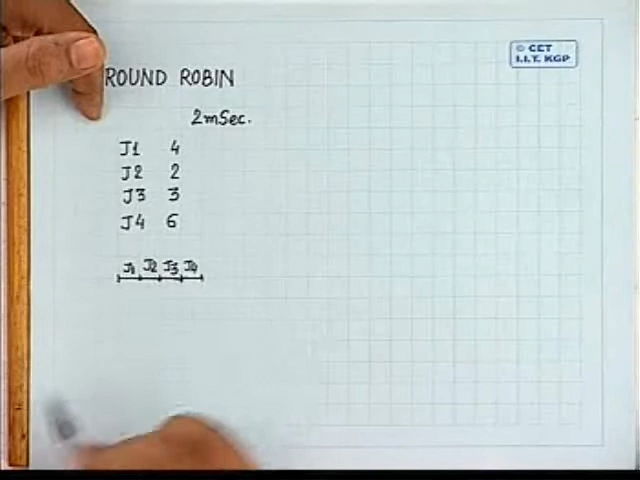 © CET
I.I.T. KGP
ROUND ROBIN
2mSec.
J1 4
J2 2
J3 3
J4 6
J1 J2 J3 J4